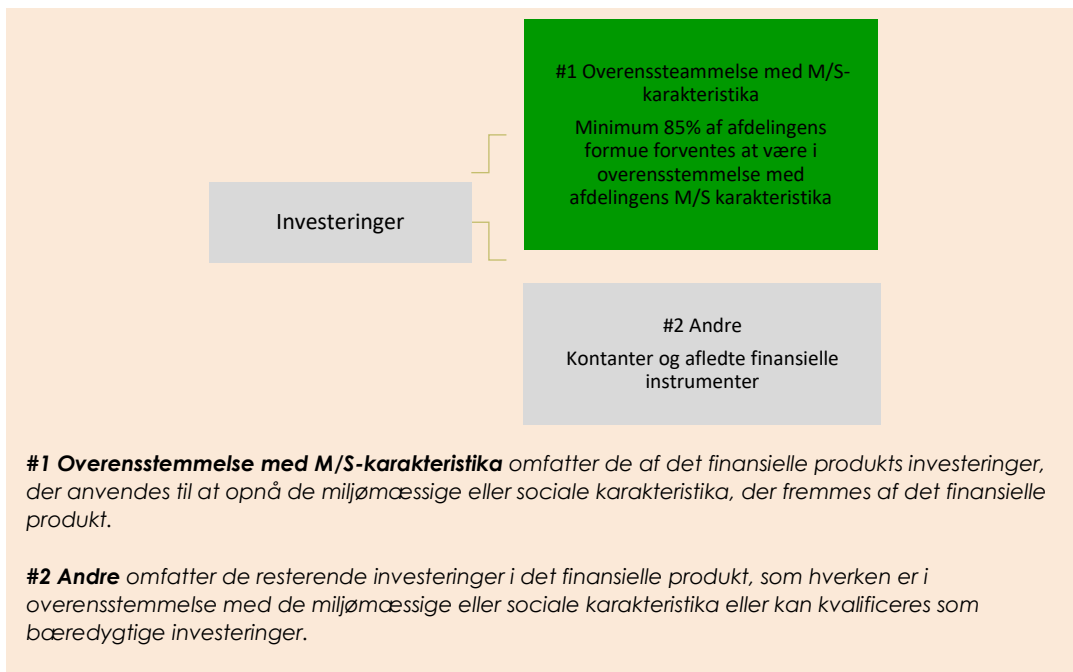 #1 Overenssteammelse med M/S-
karakteristika
Minimum 85% af afdelingens
formue forventes at være i
overensstemmelse med
afdelingens M/S karakteristika
Investeringer
#2 Andre
Kontanter og afledte finansielle
instrumenter
#1 Overensstemmelse med M/S-karakteristika omfatter de af det finansielle produkts investeringer,
der anvendes til at opnå de miljømæssige eller sociale karakteristika, der fremmes af det finansielle
produkt.
#2 Andre omfatter de resterende investeringer i det finansielle produkt, som hverken er i
overensstemmelse med de miljømæssige eller sociale karakteristika eller kan kvalificeres som
bæredygtige investeringer.